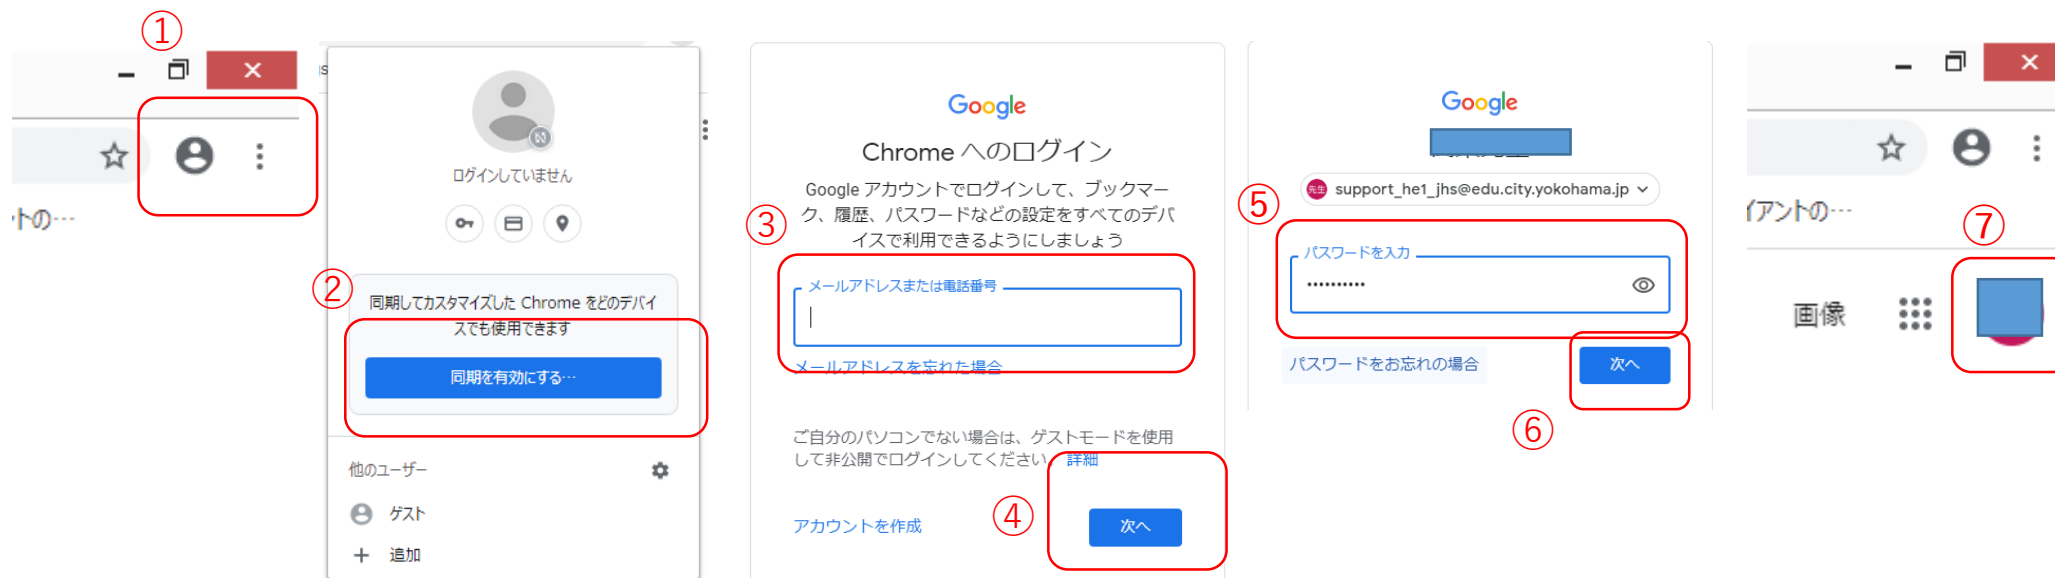 ①
トの…
ログインしていません
②
同期してカスタマイズした Chrome をどのデバイ
スでも使用できます
同期を有効にする…
他のユーザー
ゲスト
追加
Google
Chrome へのログイン
Google アカウントでログインして、ブックマー
ク、履歴、パスワードなどの設定をすべてのデバ
イスで利用できるようにしましょう
③
メールアドレスまたは電話番号
メールアドレスを忘れた場合
ご自分のパソコンでない場合は、ゲストモードを使用
して非公開でログインしてください。 詳細
アカウントを作成
④
次へ
Google
先生 support_he1_jhs@edu.city.yokohama.jp
⑤
パスワードを入力
••••••••••
パスワードをお忘れの場合
次へ
⑥
イアントの…
⑦
画像